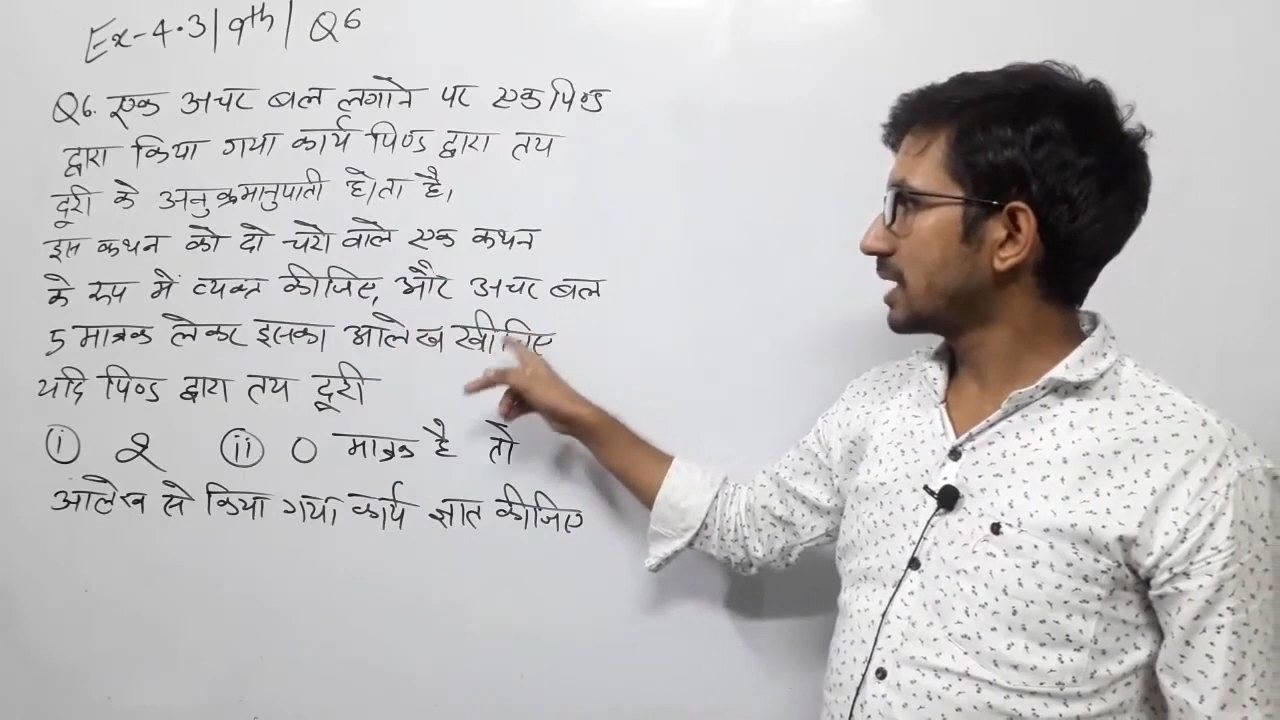 Ex-4.3|9th| Q6
Q6. एक अचर बल लगाने पर एक पिण्ड
द्वारा किया गया कार्य पिण्ड द्वारा तय
दूरी के अनुक्रमानुपाती होता है।
इस कथन को दो चरो वाले एक कथन
के रूप में व्यक्त कीजिए, और अचर बल
5 मात्रक लेकर इसका आलेख खीचिए
यदि पिण्ड द्वारा तय दूरी
(i) 2 (ii) 0 मात्रक है तो
आलेख से किया गया कार्य ज्ञात कीजिए